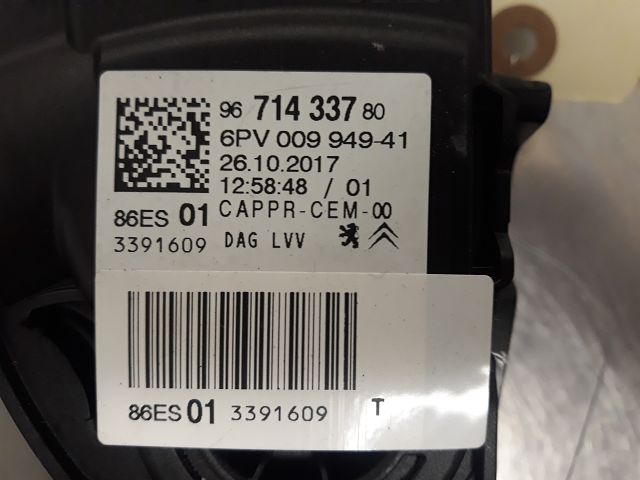 96 714 337 80
6PV 009 949-41
26.10.2017
12:58:48 / 01
86ES 01 CAPPR-CEM-00
3391609 DAG LVV
86ES 01 3391609 T